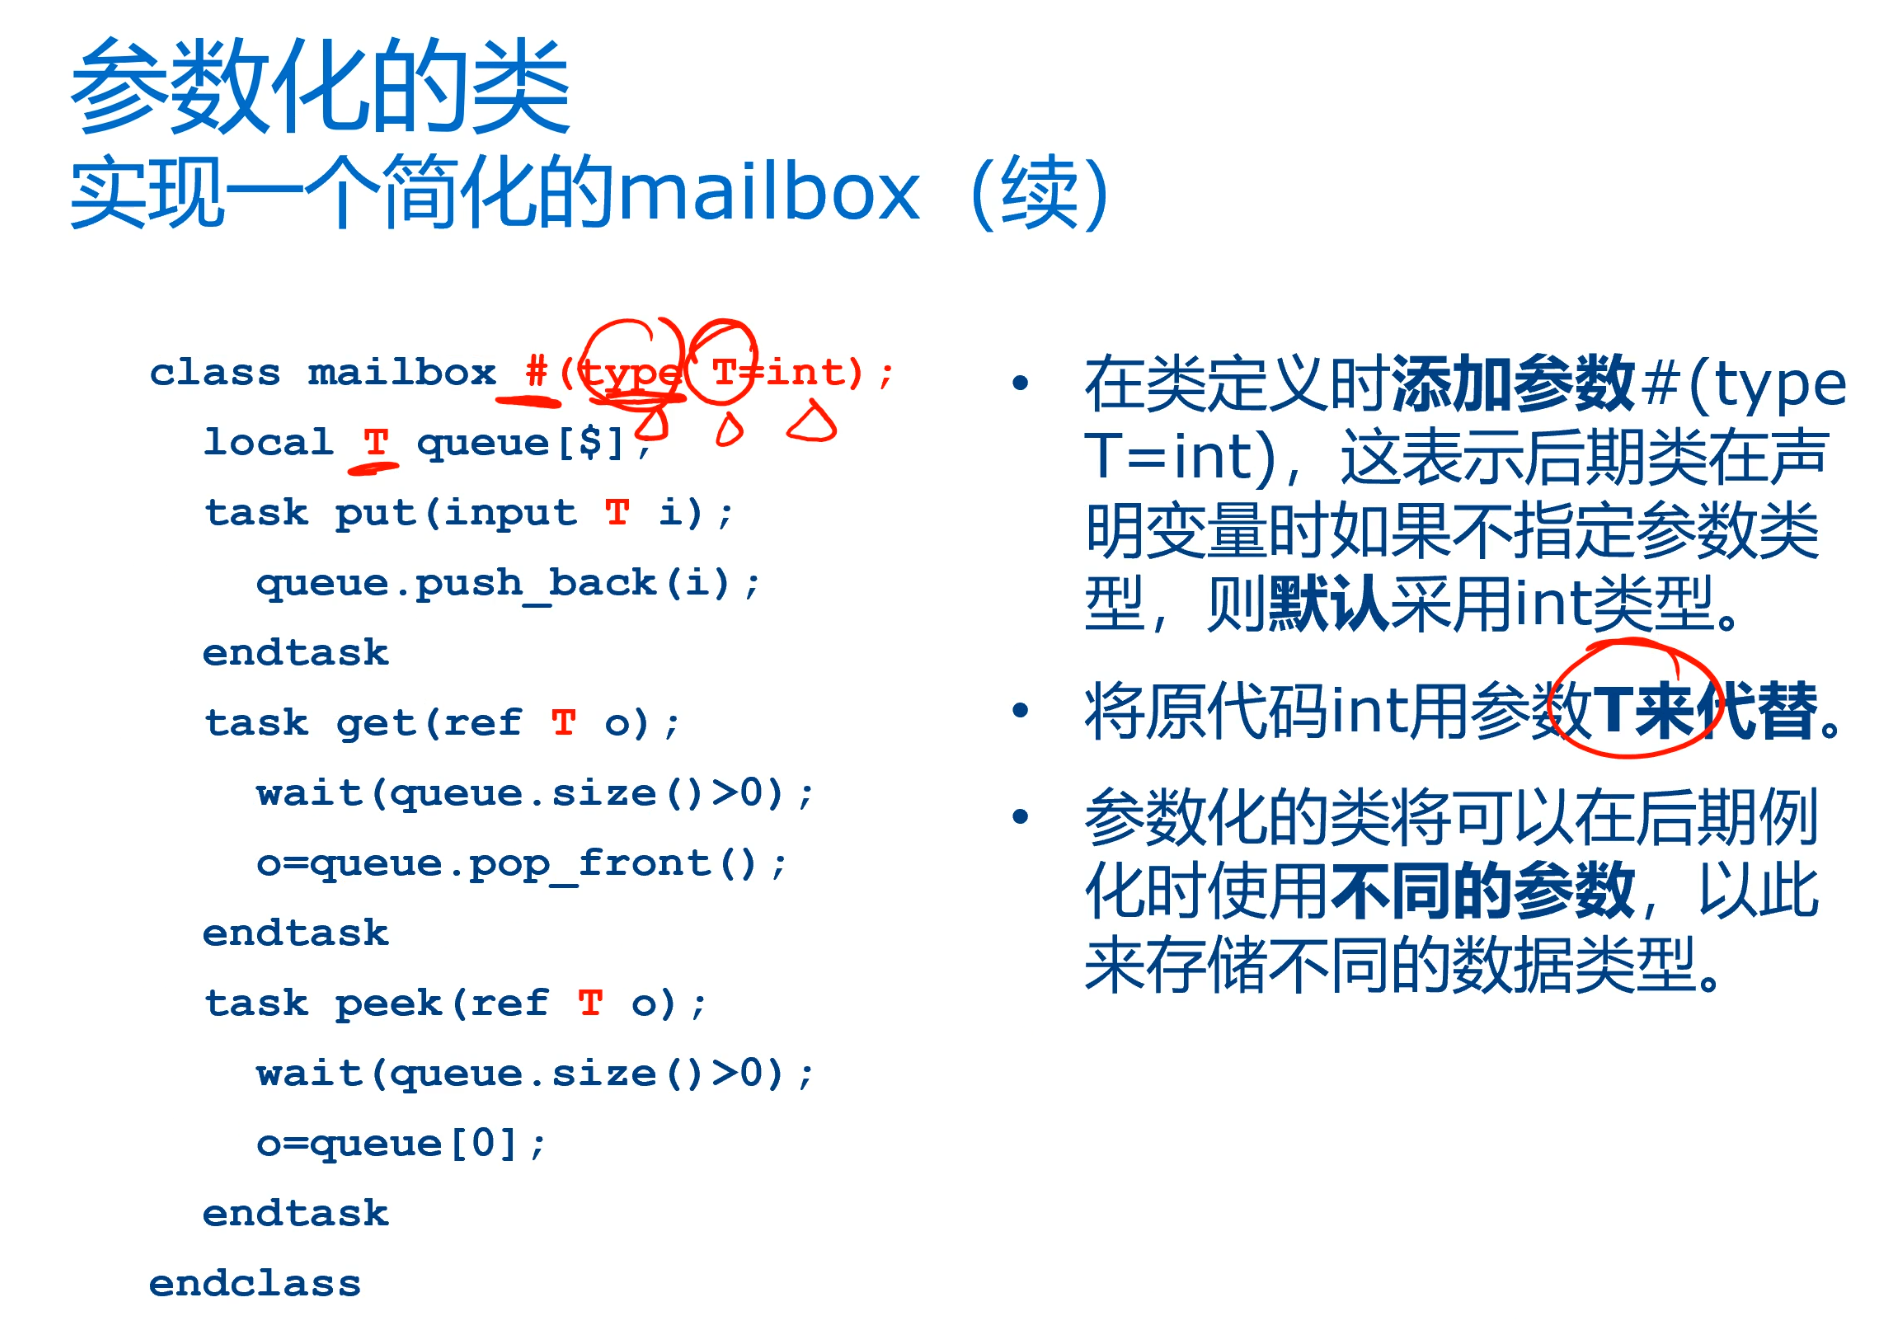 参数化的类
实现一个简化的mailbox（续）
class mailbox #(type T=int);
local T queue[$];
task put(input T i);
queue.push_back(i);
endtask
task get(ref T o);
wait(queue.size()>0);
o=queue.pop_front();
endtask
task peek(ref T o);
wait(queue.size()>0);
o=queue[0];
endtask
endclass
• 在类定义时添加参数#(type
T=int)，这表示后期类在声
明变量时如果不指定参数类
型，则默认采用int类型。
• 将原代码int用参数T来代替。
• 参数化的类将可以在后期例
化时使用不同的参数，以此
来存储不同的数据类型。